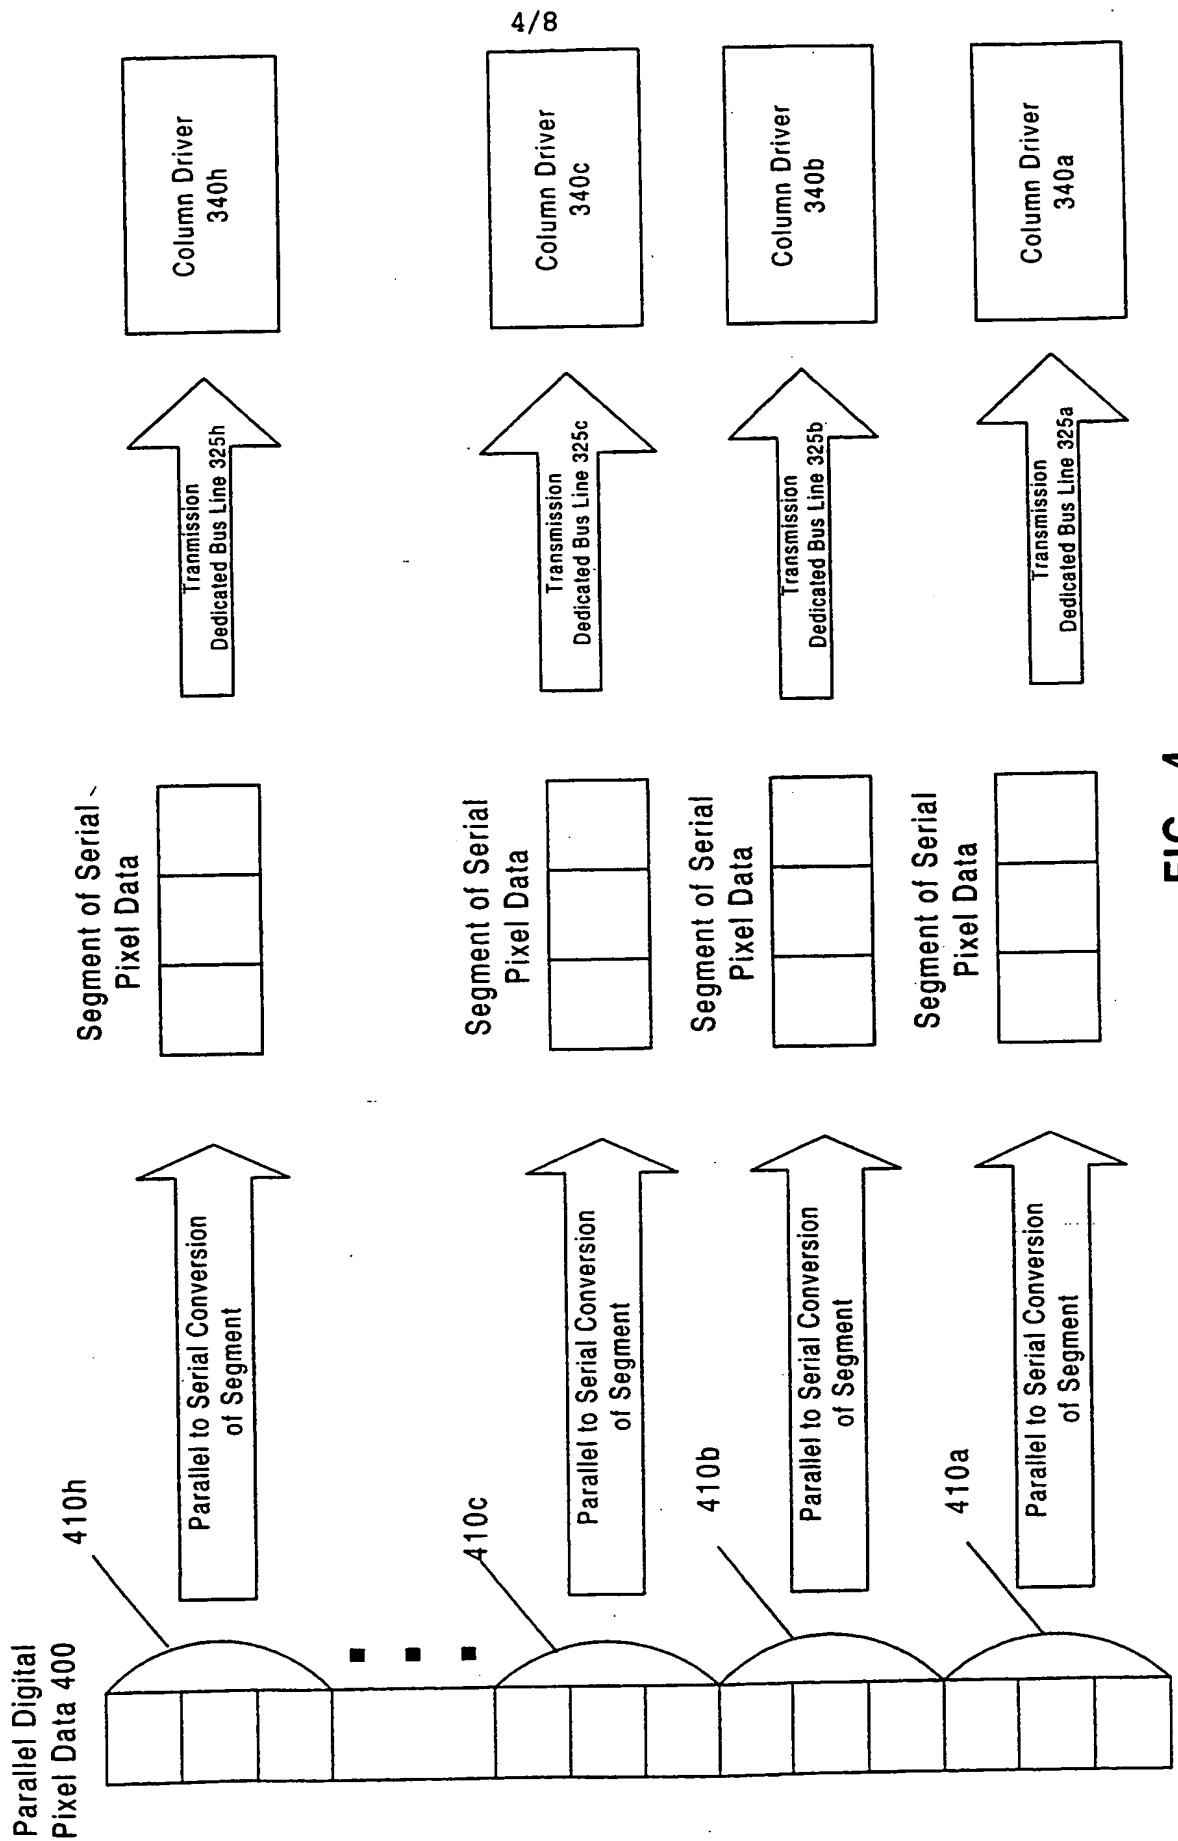 4/8
Parallel Digital
Pixel Data 400
410h
Parallel to Serial Conversion
of Segment
Segment of Serial
Pixel Data
Tranmission
Dedicated Bus Line 325h
Column Driver
340h
410c
Parallel to Serial Conversion
of Segment
Segment of Serial
Pixel Data
Transmission
Dedicated Bus Line 325c
Column Driver
340c
410b
Parallel to Serial Conversion
of Segment
Segment of Serial
Pixel Data
Transmission
Dedicated Bus Line 325b
Column Driver
340b
410a
Parallel to Serial Conversion
of Segment
Segment of Serial
Pixel Data
Transmission
Dedicated Bus Line 325a
Column Driver
340a
FIG. 4